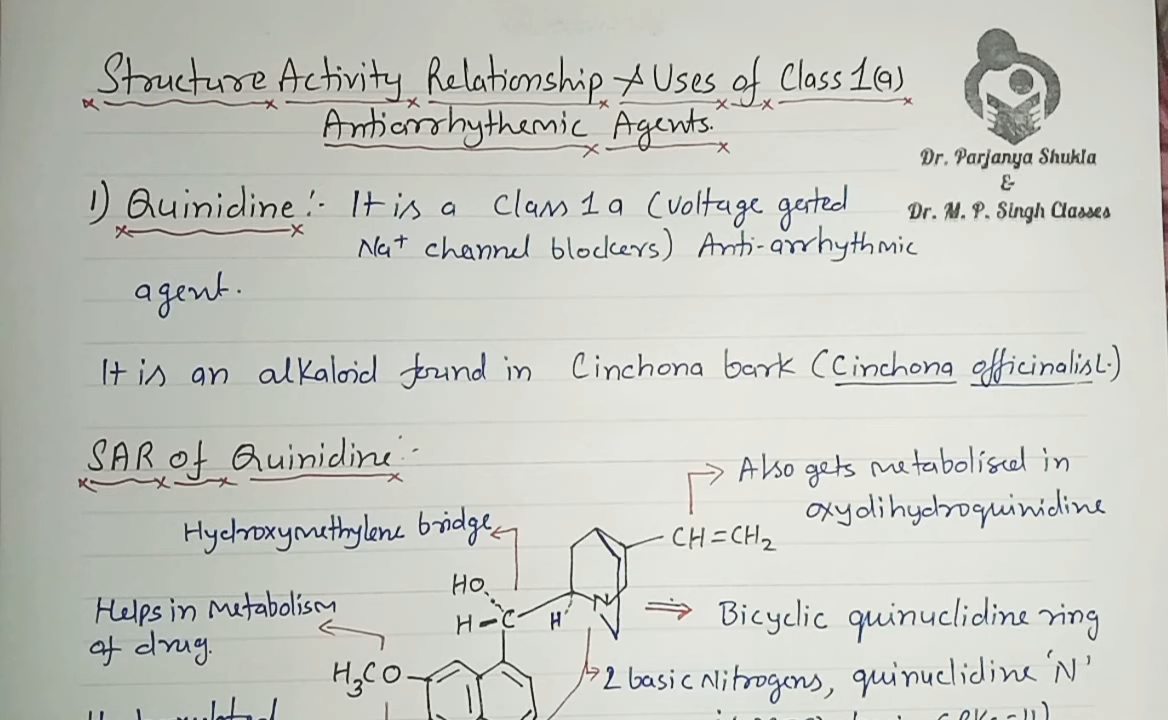 Structure Activity Relationship & Uses of Class 1(a)
Antiarrhythemic Agents.
Dr. Parjanya Shukla
&
Dr. M. P. Singh Classes
1) Quinidine :- It is a Class 1a (voltage gated
Na+ channel blockers) Anti-arrhythmic
agent.
It is an alkaloid found in Cinchona bark (Cinchona officinalis L.)
SAR of Quinidine :-
Also gets metabolised in
oxydihydroquinidine
Hydroxymethylene bridge
CH=CH2
HO
H-C
H
N
Helps in Metabolism
of drug.
Bicyclic quinuclidine ring
H3CO
2 basic Nitrogens, quinuclidine 'N'